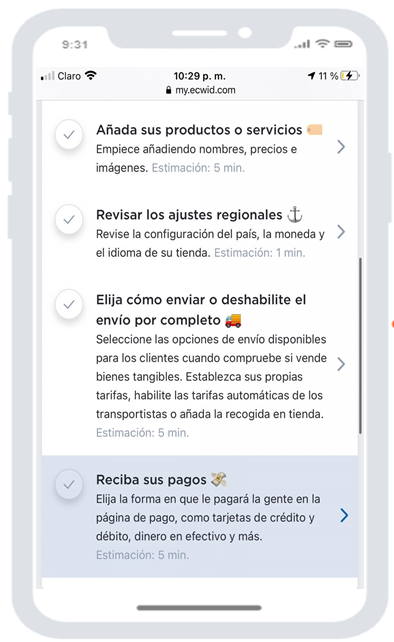 9:31
Claro
10:29 p. m.
11 %
my.ecwid.com
Añada sus productos o servicios
Empiece añadiendo nombres, precios e
imágenes. Estimación: 5 min.
Revisar los ajustes regionales
Revise la configuración del país, la moneda y
el idioma de su tienda. Estimación: 1 min.
Elija cómo enviar o deshabilite el
envío por completo
Seleccione las opciones de envío disponibles
para los clientes cuando compruebe si vende
bienes tangibles. Establezca sus propias
tarifas, habilite las tarifas automáticas de los
transportistas o añada la recogida en tienda.
Estimación: 5 min.
Reciba sus pagos
Elija la forma en que le pagará la gente en la
página de pago, como tarjetas de crédito y
débito, dinero en efectivo y más.
Estimación: 5 min.